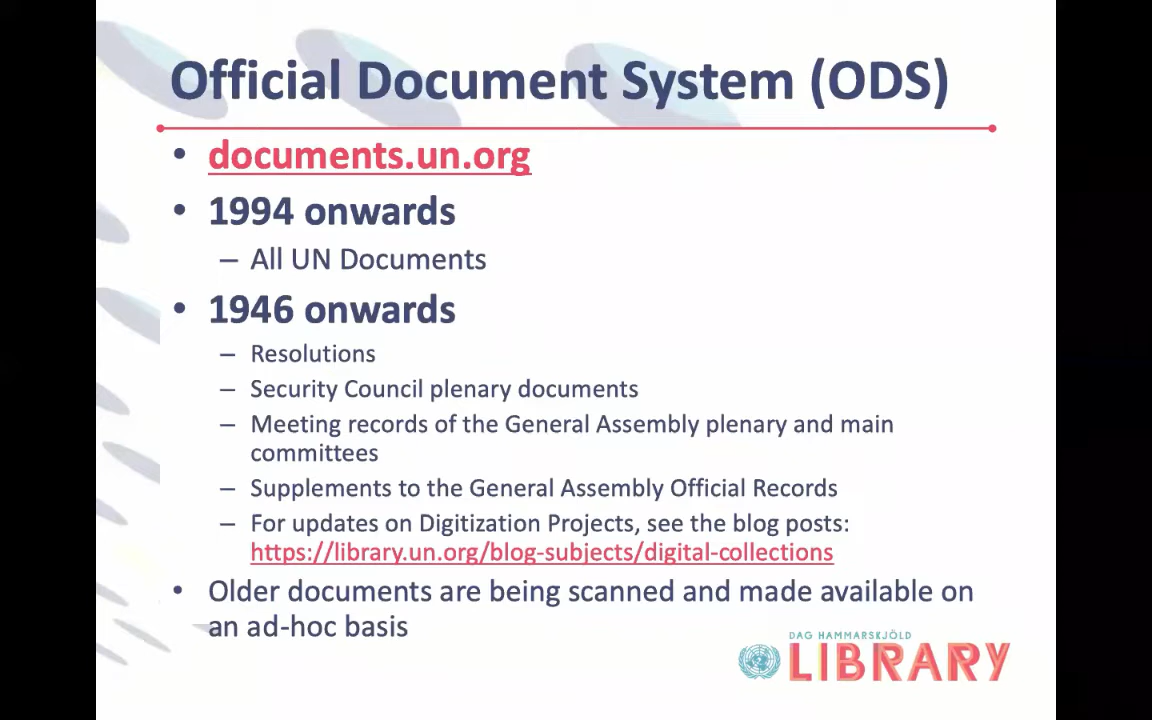 Official Document System (ODS)
• documents.un.org
• 1994 onwards
– All UN Documents
• 1946 onwards
– Resolutions
– Security Council plenary documents
– Meeting records of the General Assembly plenary and main
committees
– Supplements to the General Assembly Official Records
– For updates on Digitization Projects, see the blog posts:
https://library.un.org/blog-subjects/digital-collections
• Older documents are being scanned and made available on
an ad-hoc basis
DAG HAMMARSKJÖLD
LIBRARY